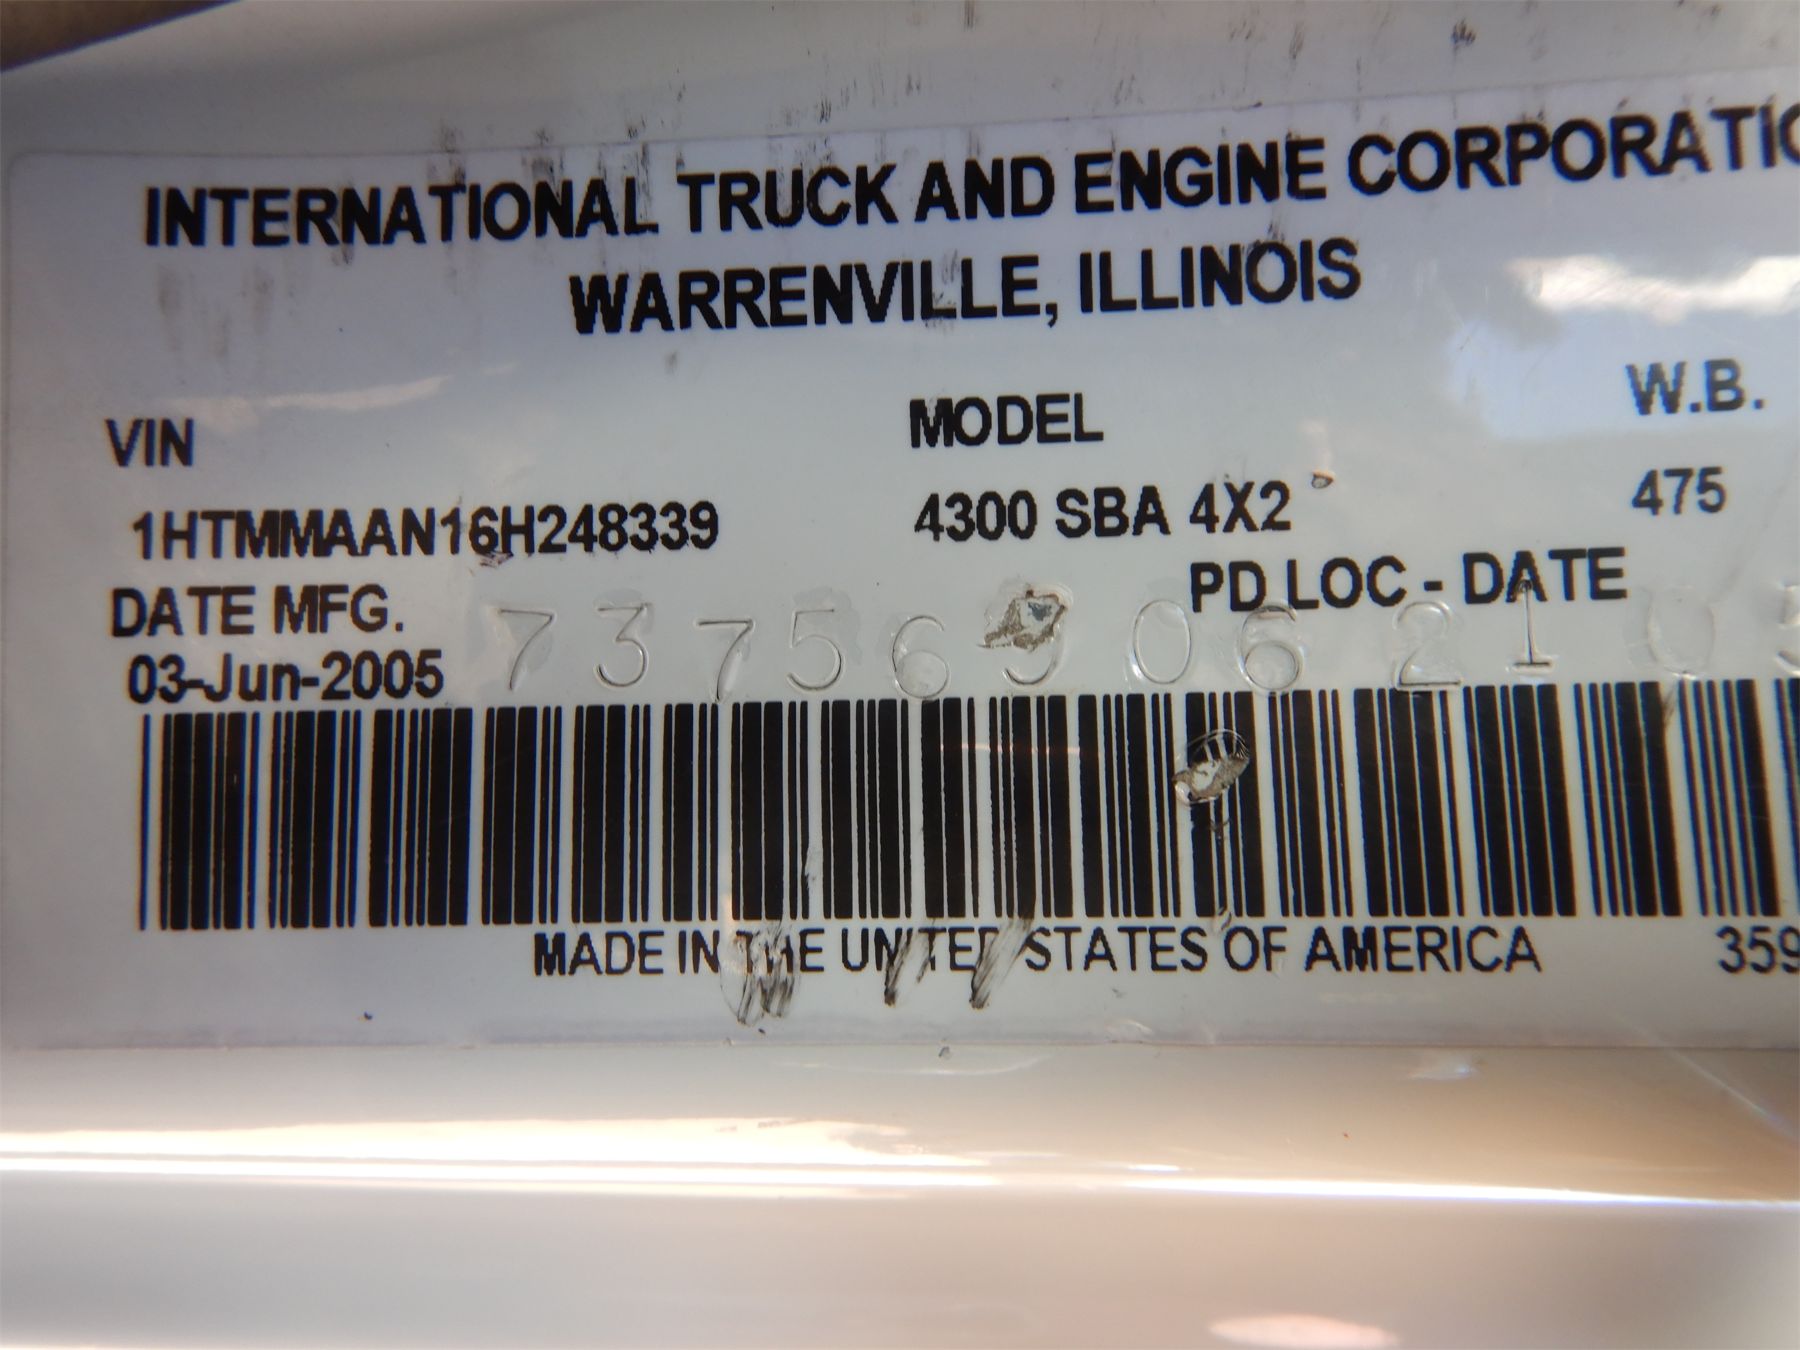 INTERNATIONAL TRUCK AND ENGINE CORPORATIO
WARRENVILLE, ILLINOIS
VIN MODEL W.B.
1HTMMAAN16H248339 4300 SBA 4X2 475
DATE MFG. PD LOC - DATE
03-Jun-2005
MADE IN THE UNITED STATES OF AMERICA 359